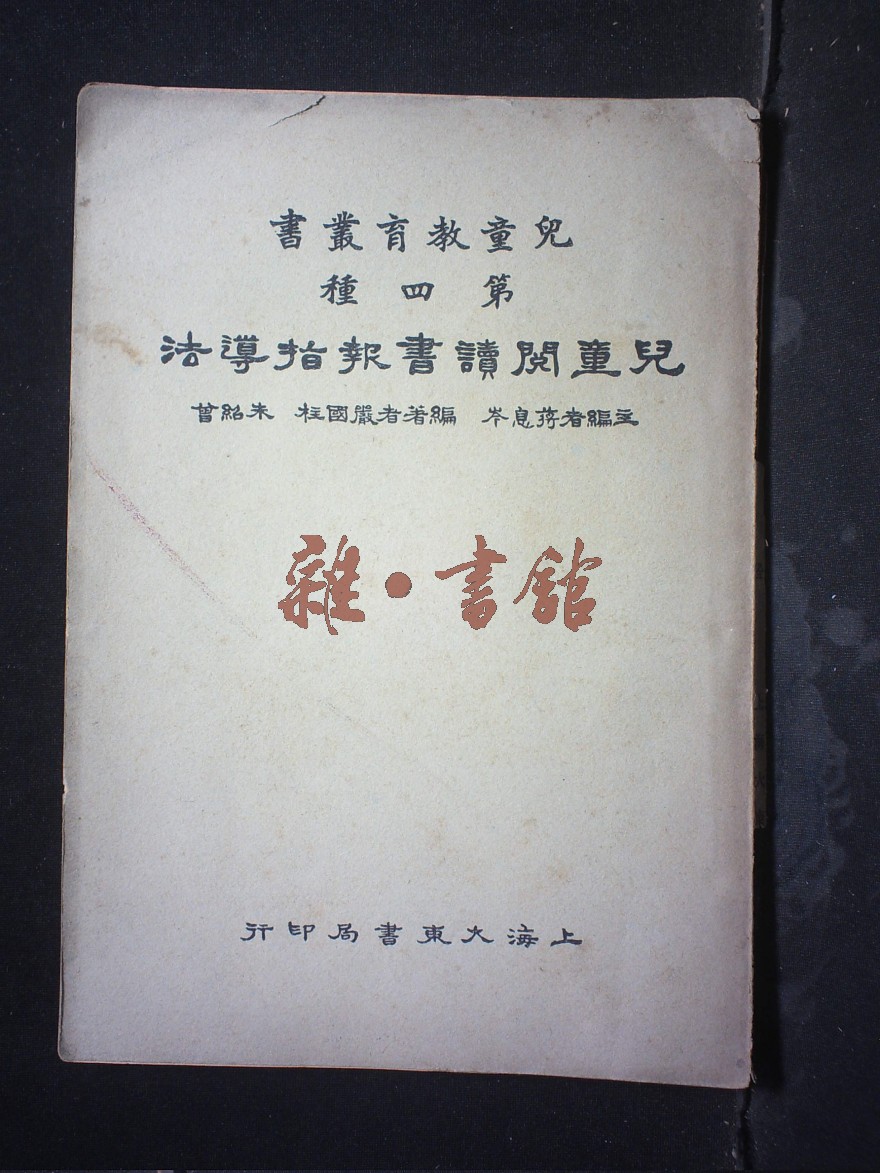 兒童教育叢書
第四種
兒童閱讀書報指導法
主編者蔣息岑 編著者嚴國柱 朱紹曾
雜·書館
上海大東書局印行